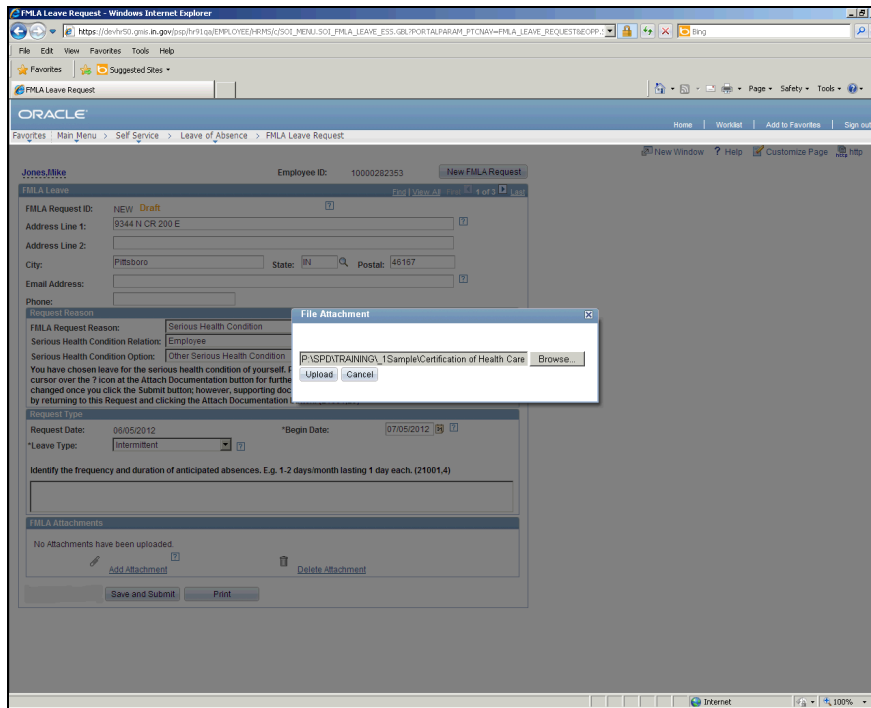 FMLA Leave Request - Windows Internet Explorer
https://devhr50.gmis.in.gov/psp/hr91qa/EMPLOYEE/HRMS/c/SOI_MENU.SOI_FMLA_LEAVE_ESS.GBL?PORTALPARAM_PTCNAV=FMLA_LEAVE_REQUEST&EOPP. Bing
File Edit View Favorites Tools Help
Favorites Suggested Sites
FMLA Leave Request Page Safety Tools
ORACLE
Home Worklist Add to Favorites Sign out
Favorites Main Menu > Self Service > Leave of Absence > FMLA Leave Request
New Window ? Help Customize Page http
Jones,Mike Employee ID: 10000282353 New FMLA Request
FMLA Leave Find | View All First 1 of 3 Last
FMLA Request ID: NEW Draft ?
Address Line 1: 9344 N CR 200 E ?
Address Line 2:
City: Pittsboro State: IN Postal: 46167
Email Address: ?
Phone:
Request Reason
FMLA Request Reason: Serious Health Condition
Serious Health Condition Relation: Employee
Serious Health Condition Option: Other Serious Health Condition
You have chosen leave for the serious health condition of yourself.
cursor over the ? icon at the Attach Documentation button for furthe
changed once you click the Submit button; however, supporting doc
by returning to this Request and clicking the Attach Documentation
File Attachment
P:\SPD\TRAINING\_1Sample\Certification of Health Care Browse...
Upload Cancel
Request Type
Request Date: 06/05/2012 *Begin Date: 07/05/2012 ?
*Leave Type: Intermittent ?
Identify the frequency and duration of anticipated absences. E.g. 1-2 days/month lasting 1 day each. (21001,4)
FMLA Attachments
No Attachments have been uploaded.
?
Add Attachment Delete Attachment
Save and Submit Print
Internet 100%